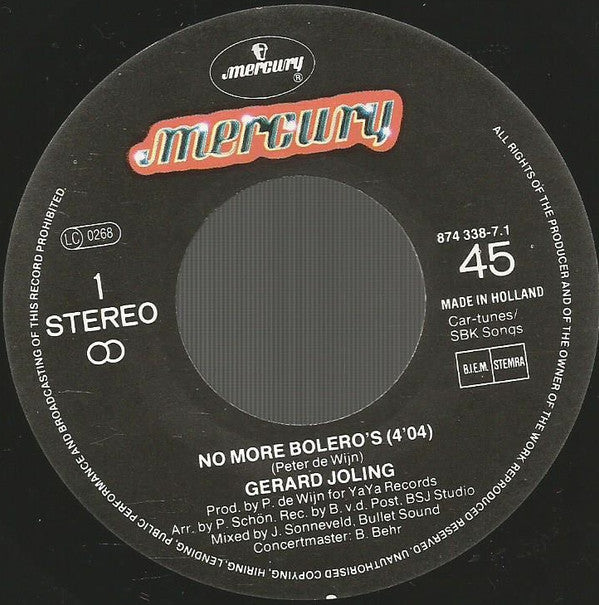 mercury
®
mercury
LC 0268
1
STEREO
874 338-7.1
45
MADE IN HOLLAND
Car-tunes/
SBK Songs
B.I.E.M. STEMRA
NO MORE BOLERO'S (4'04)
(Peter de Wijn)
GERARD JOLING
Prod. by P. de Wijn for YaYa Records
Arr. by P. Schön. Rec. by B. v.d. Post, BSJ Studio
Mixed by J. Sonneveld, Bullet Sound
Concertmaster: B. Behr
ALL RIGHTS OF THE PRODUCER AND OF THE OWNER OF THE WORK REPRODUCED RESERVED. UNAUTHORISED COPYING, HIRING, LENDING, PUBLIC PERFORMANCE AND BROADCASTING OF THIS RECORD PROHIBITED.